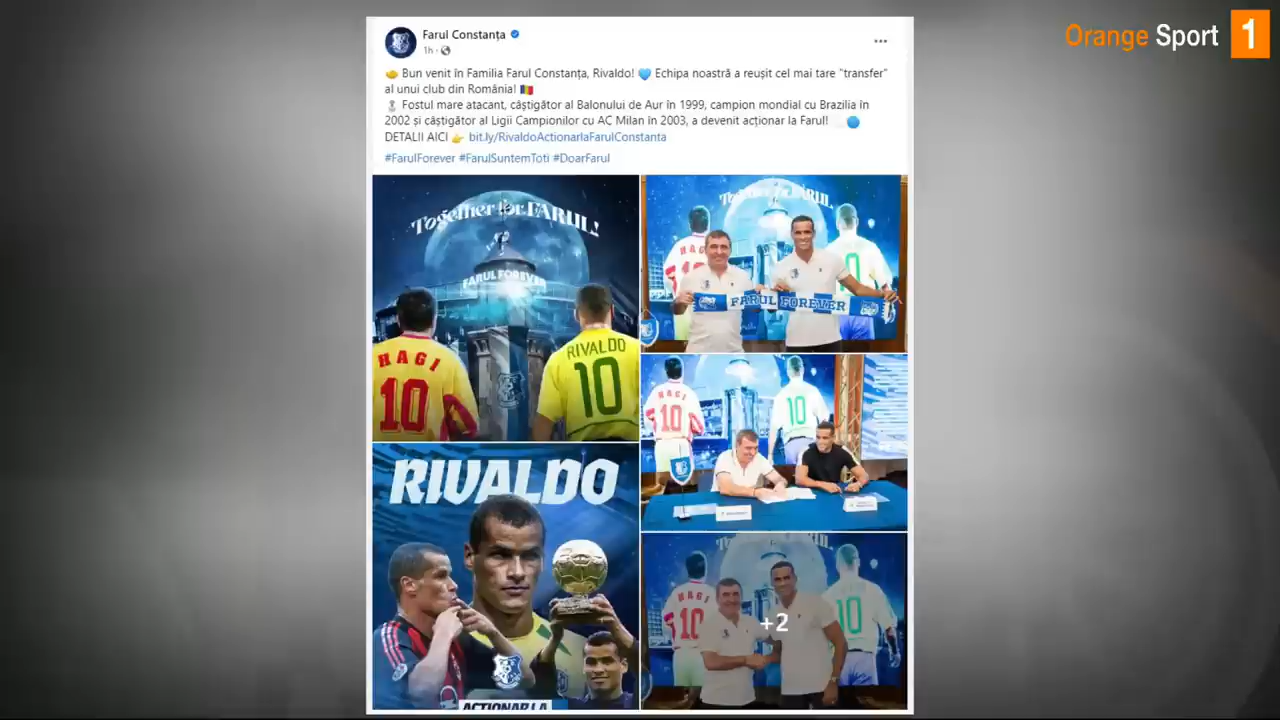 Orange Sport 1
Farul Constanța
1h
Bun venit în Familia Farul Constanța, Rivaldo! Echipa noastră a reușit cel mai tare "transfer"
al unui club din România!
Fostul mare atacant, câștigător al Balonului de Aur în 1999, campion mondial cu Brazilia în
2002 și câștigător al Ligii Campionilor cu AC Milan în 2003, a devenit acționar la Farul!
DETALII AICI bit.ly/RivaldoActionarlaFarulConstanta
#FarulForever #FarulSuntemToti #DoarFarul
Together for FARUL!
FARUL FOREVER
HAGI
10
RIVALDO
10
FARUL FOREVER
HAGI
10
10
RIVALDO
ACȚIONAR LA
HAGI
10
10
+2